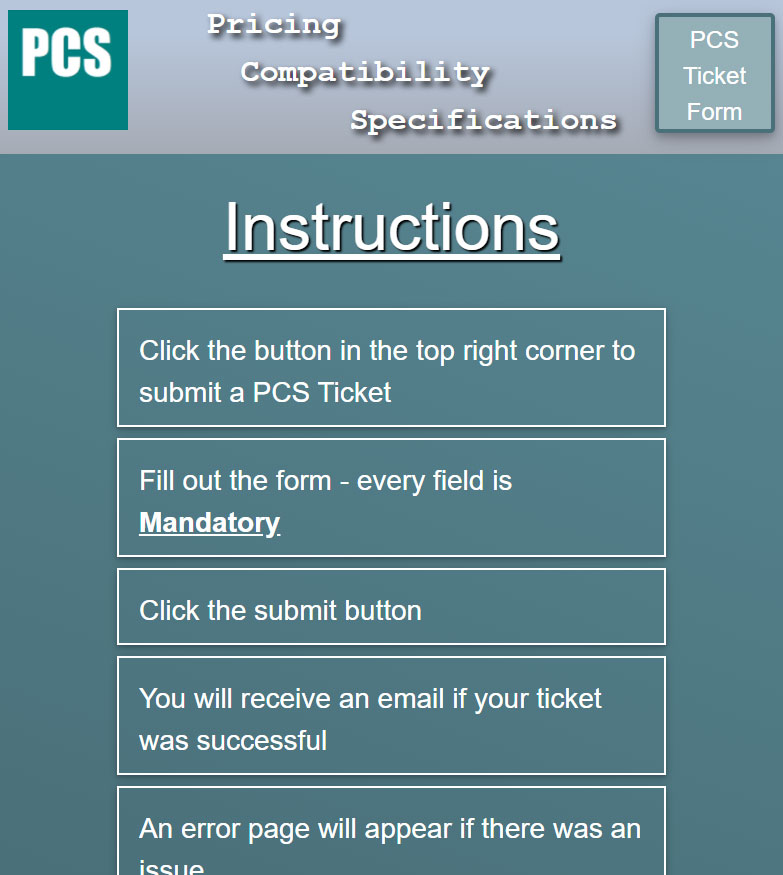 PCS
Pricing
Compatibility
Specifications
PCS
Ticket
Form
Instructions
Click the button in the top right corner to
submit a PCS Ticket
Fill out the form - every field is
Mandatory
Click the submit button
You will receive an email if your ticket
was successful
An error page will appear if there was an
issue